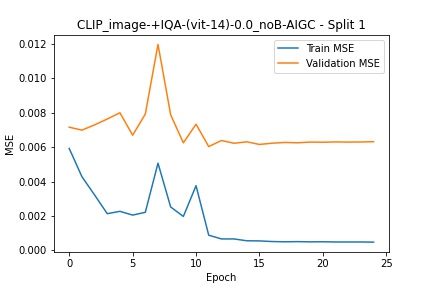 CLIP_image-+IQA-(vit-14)-0.0_noB-AIGC - Split 1
Train MSE
Validation MSE
MSE
0.012
0.010
0.008
0.006
0.004
0.002
0.000
0 5 10 15 20 25
Epoch